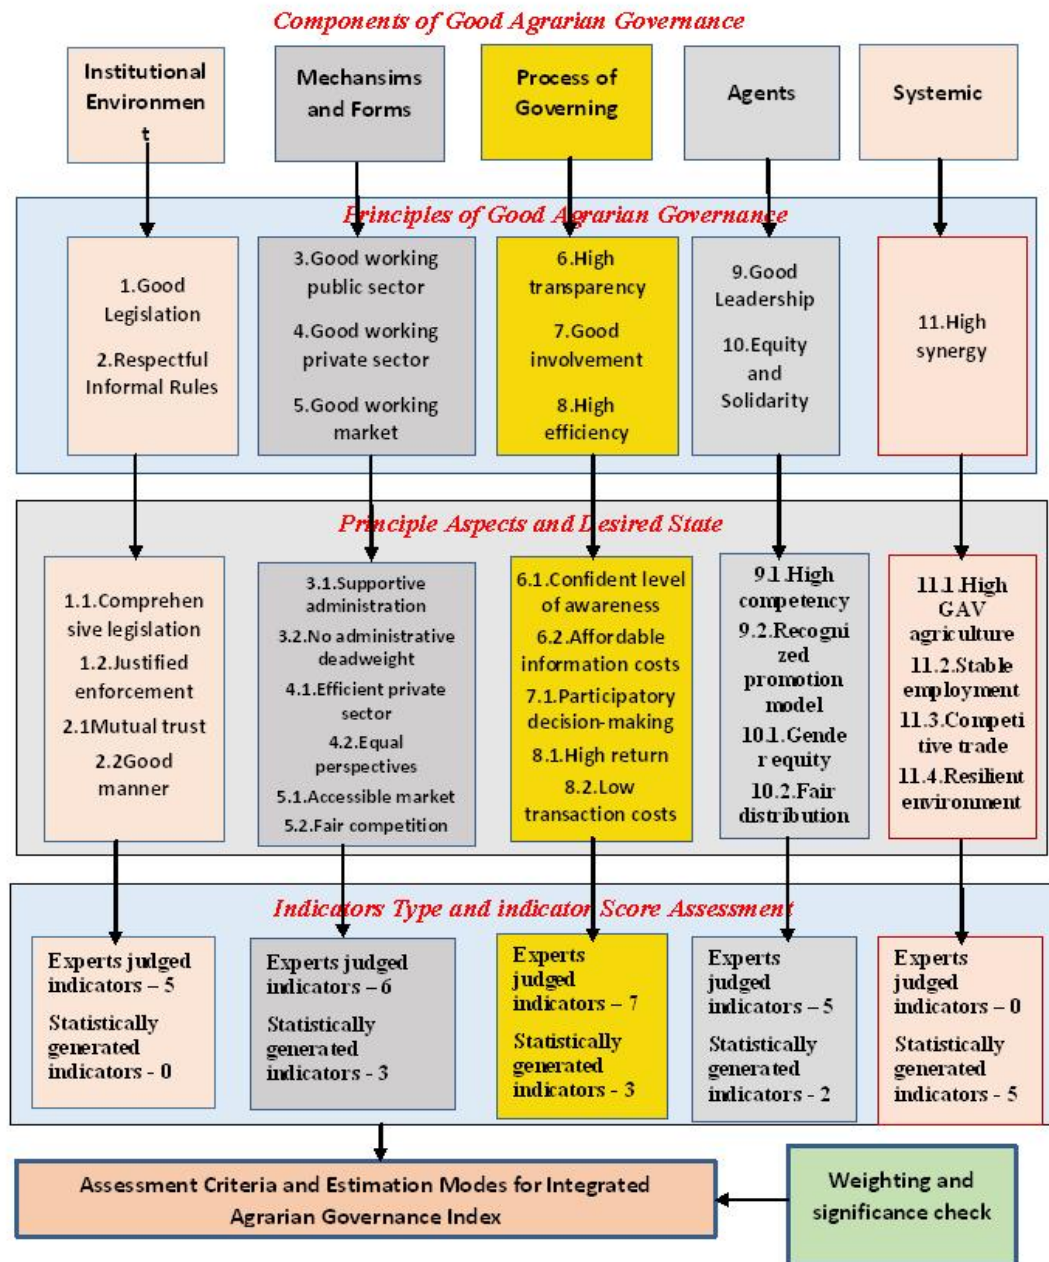 Components of Good Agrarian Governance
Institutional
Environmen
t
Mechansims
and Forms
Process of
Governing
Agents
Systemic
Principles of Good Agrarian Governance
1.Good
Legislation
2.Respectful
Informal Rules
3.Good working
public sector
4.Good working
private sector
5.Good working
market
6.High
transparency
7.Good
involvement
8.High
efficiency
9.Good
Leadership
10.Equity
and
Solidarity
11.High
synergy
Principle Aspects and Desired State
1.1.Comprehen
sive legislation
1.2.Justified
enforcement
2.1Mutual trust
2.2Good
manner
3.1.Supportive
administration
3.2.No administrative
deadweight
4.1.Efficient private
sector
4.2.Equal
perspectives
5.1.Accessible market
5.2.Fair competition
6.1.Confident level
of awareness
6.2.Affordable
information costs
7.1.Participatory
decision-making
8.1.High return
8.2.Low
transaction costs
9.1.High
competency
9.2.Recogniz
ed
promotion
model
10.1.Gende
r equity
10.2.Fair
distribution
11.1.High
GAV
agriculture
11.2.Stable
employment
11.3.Competi
tive trade
11.4.Resilient
environment
Indicators Type and indicator Score Assessment
Experts judged
indicators – 5
Statistically
generated
indicators - 0
Experts judged
indicators – 6
Statistically
generated
indicators - 3
Experts
judged
indicators – 7
Statistically
generated
indicators - 3
Experts
judged
indicators – 5
Statistically
generated
indicators - 2
Experts
judged
indicators – 0
Statistically
generated
indicators - 5
Assessment Criteria and Estimation Modes for Integrated
Agrarian Governance Index
Weighting and
significance check